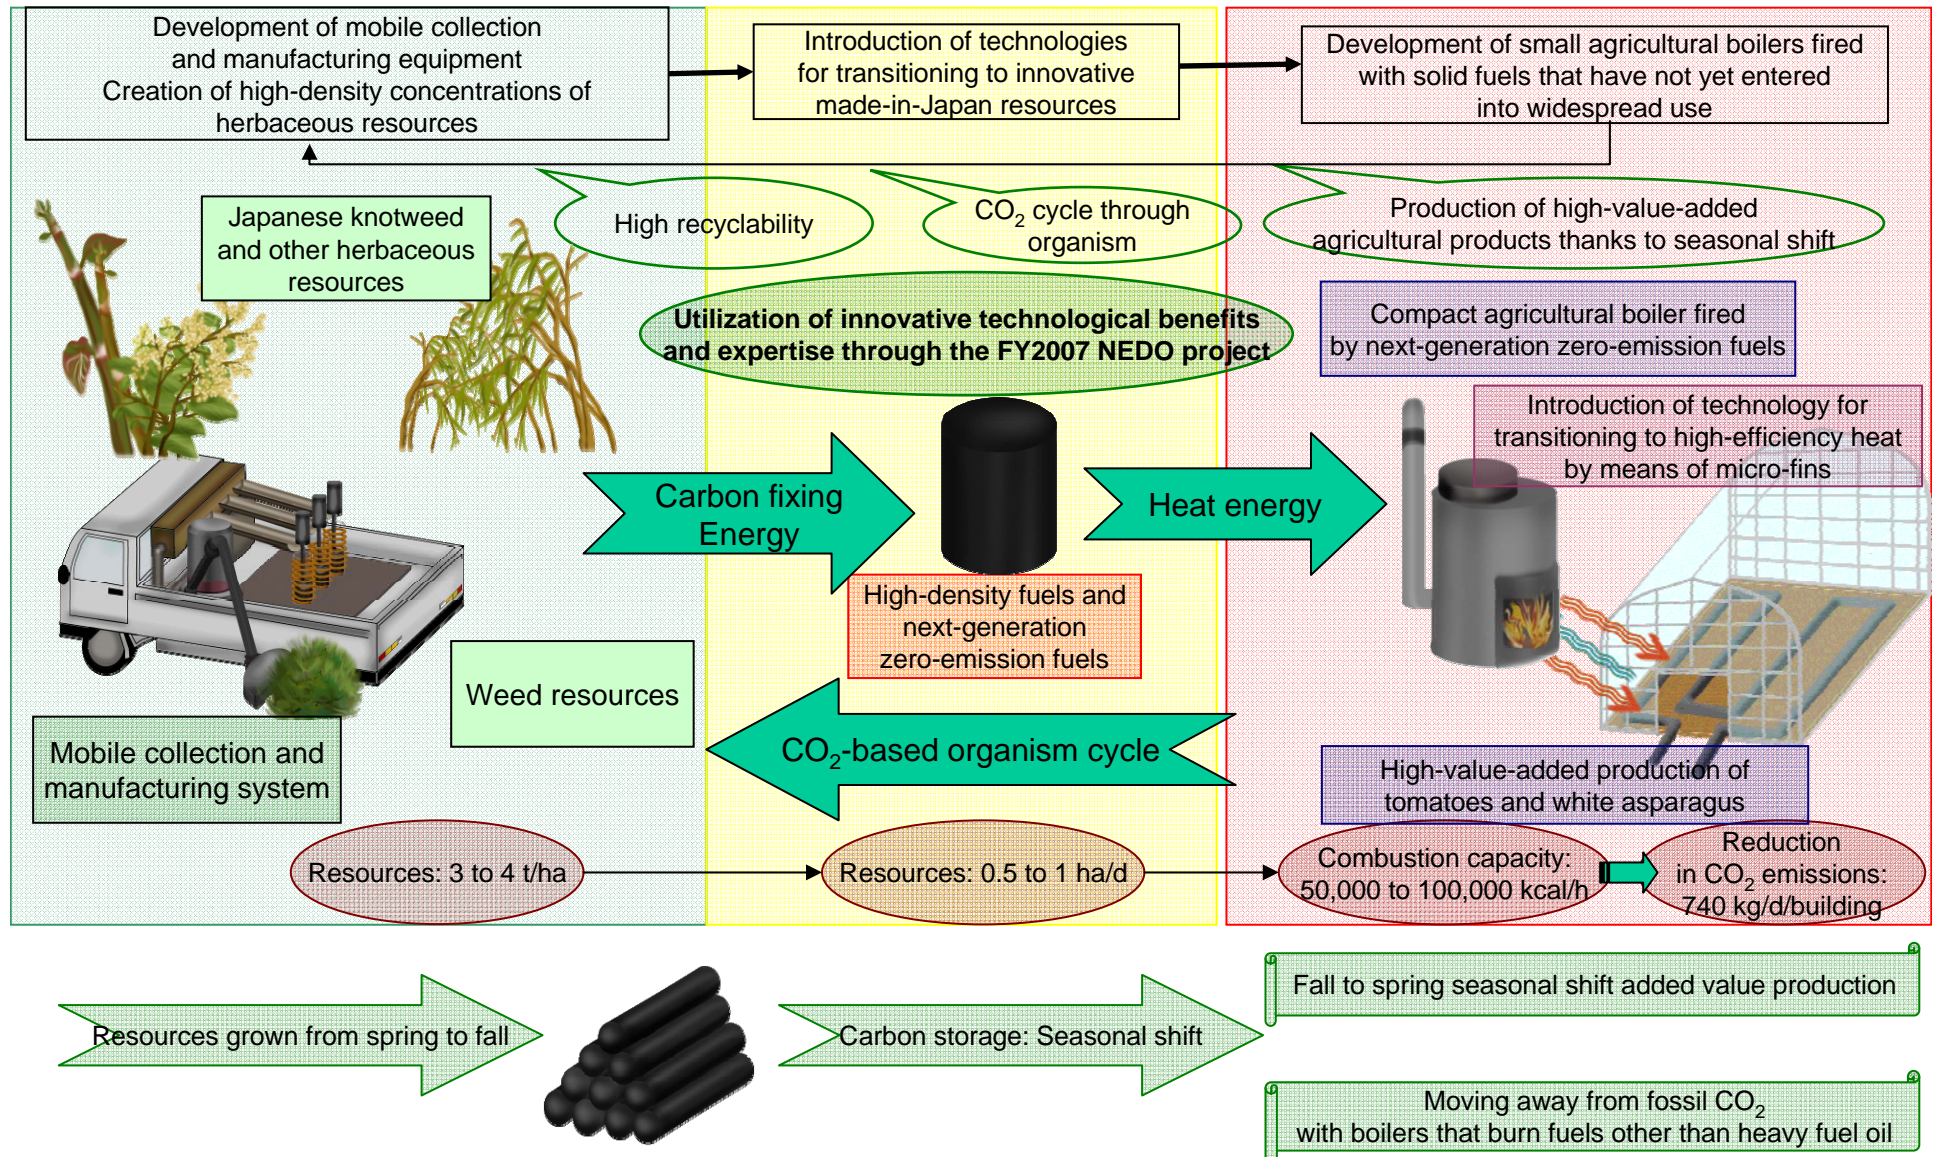 Development of mobile collection
and manufacturing equipment
Creation of high-density concentrations of
herbaceous resources
Introduction of technologies
for transitioning to innovative
made-in-Japan resources
Development of small agricultural boilers fired
with solid fuels that have not yet entered
into widespread use
Japanese knotweed
and other herbaceous
resources
High recyclability
CO2 cycle through
organism
Production of high-value-added
agricultural products thanks to seasonal shift
Utilization of innovative technological benefits
and expertise through the FY2007 NEDO project
Compact agricultural boiler fired
by next-generation zero-emission fuels
Introduction of technology for
transitioning to high-efficiency heat
by means of micro-fins
Carbon fixing
Energy
Heat energy
High-density fuels and
next-generation
zero-emission fuels
Weed resources
Mobile collection and
manufacturing system
CO2-based organism cycle
High-value-added production of
tomatoes and white asparagus
Resources: 3 to 4 t/ha
Resources: 0.5 to 1 ha/d
Combustion capacity:
50,000 to 100,000 kcal/h
Reduction
in CO2 emissions:
740 kg/d/building
Resources grown from spring to fall
Carbon storage: Seasonal shift
Fall to spring seasonal shift added value production
Moving away from fossil CO2
with boilers that burn fuels other than heavy fuel oil